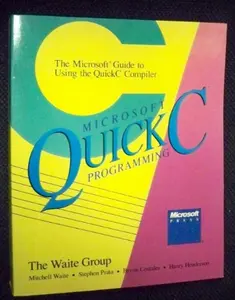 The Microsoft® Guide to
Using the QuickC Compiler
MICROSOFT
QUICKC
PROGRAMMING
Microsoft
PRESS
The Waite Group
Mitchell Waite • Stephen Prata • Bryan Costales • Harry Henderson